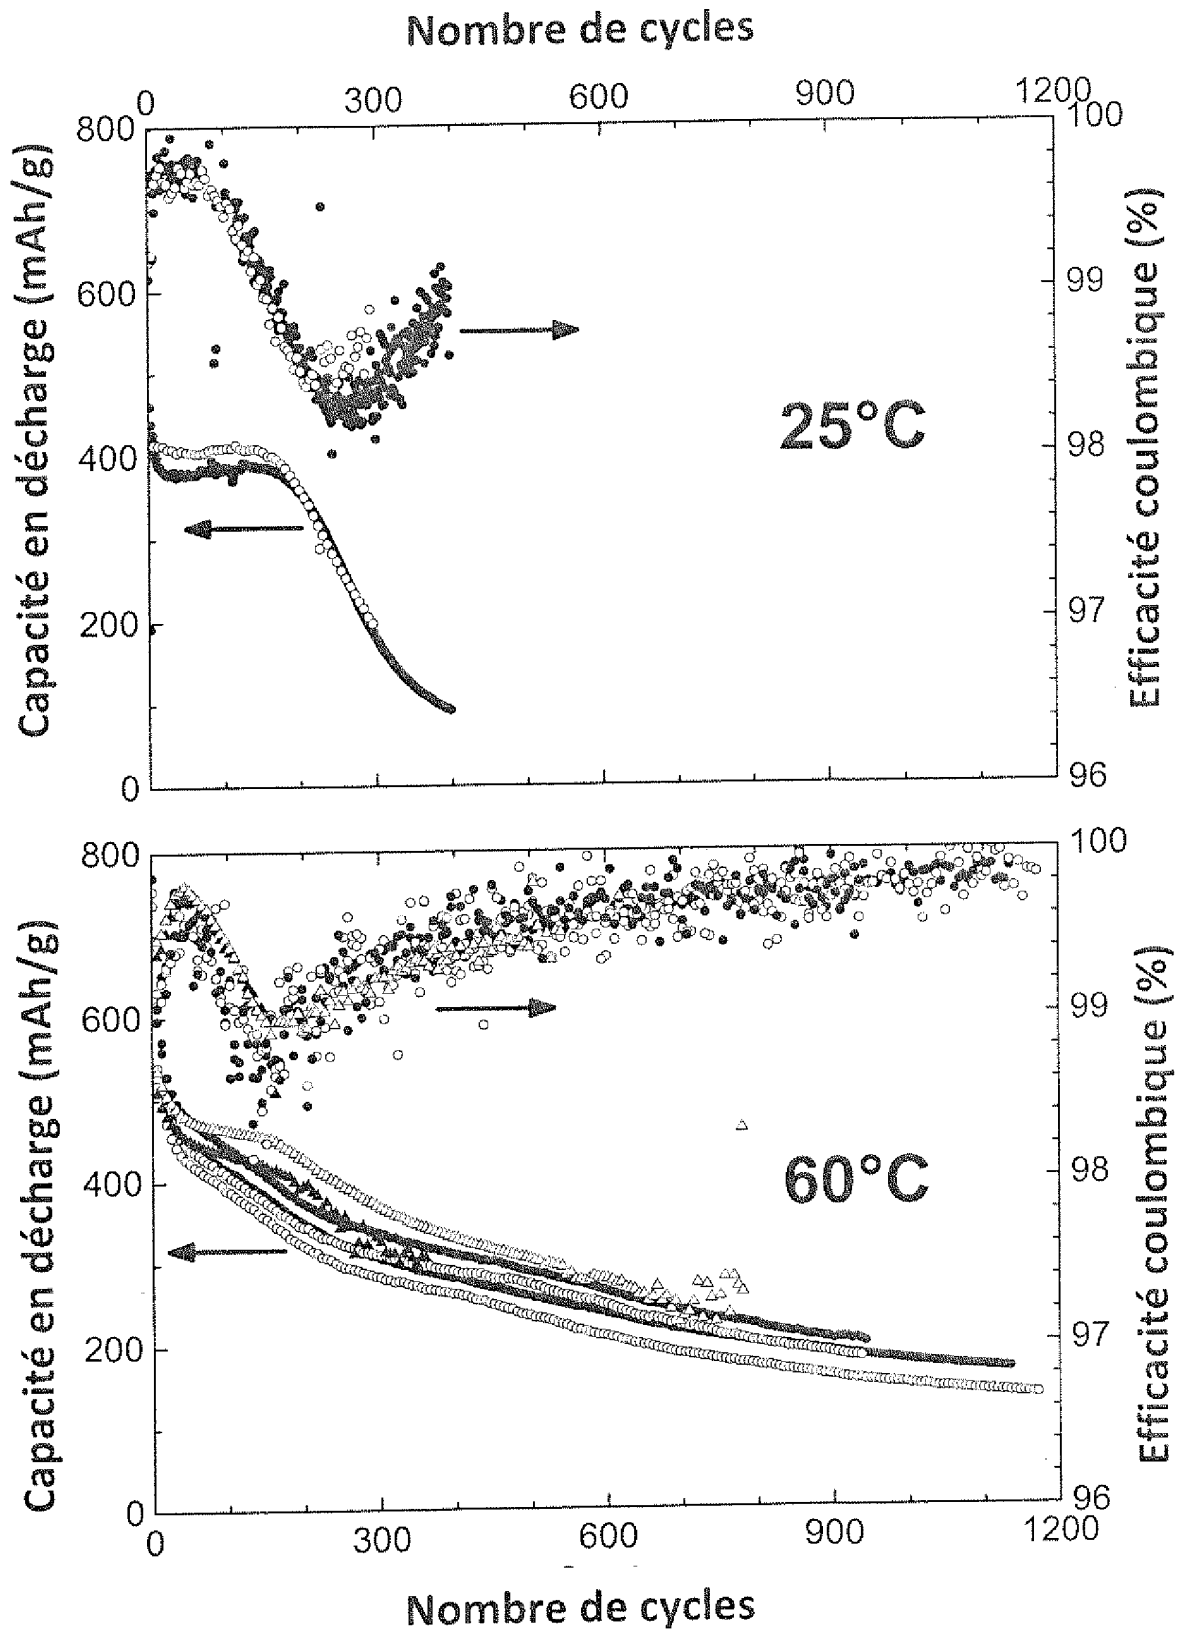 Nombre de cycles
0 300 600 900 1200
800 600 400 200 0
Capacité en décharge (mAh/g)
100 99 98 97 96
Efficacité coulombique (%)
25°C
800 600 400 200 0
Capacité en décharge (mAh/g)
100 99 98 97 96
Efficacité coulombique (%)
60°C
0 300 600 900 1200
Nombre de cycles